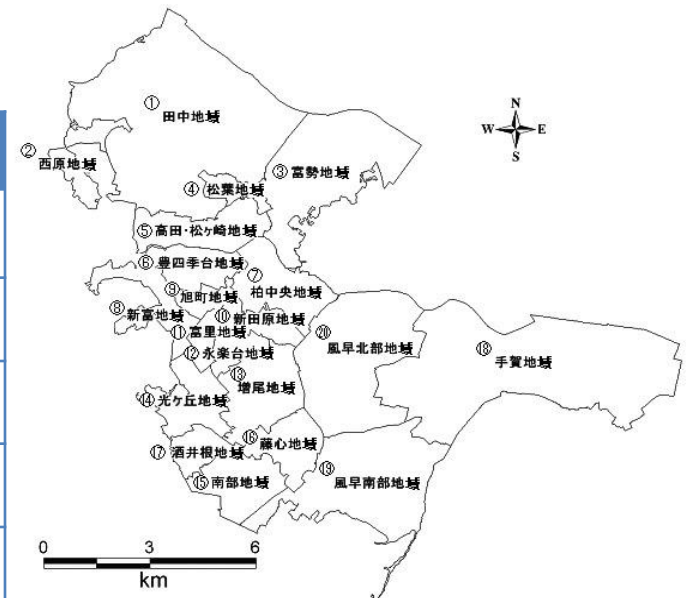 ① 田中地域
② 西原地域
③ 富勢地域
④ 松葉地域
⑤ 高田・松ヶ崎地域
⑥ 豊四季台地域
⑦ 柏中央地域
⑧ 新富地域
⑨ 旭町地域
⑩ 新田原地域
⑪ 富里地域
⑫ 永楽台地域
⑬ 増尾地域
⑭ 光ケ丘地域
⑮ 南部地域
⑯ 藤心地域
⑰ 酒井根地域
⑱ 手賀地域
⑲ 風早南部地域
⑳ 風早北部地域
N
W E
S
0 3 6
km